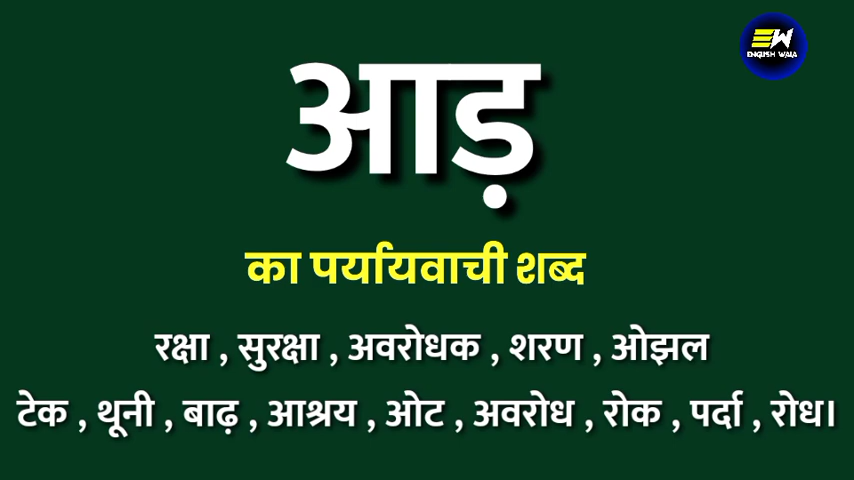 EW
ENGLISH WALA
आड़
का पर्यायवाची शब्द
रक्षा , सुरक्षा , अवरोधक , शरण , ओझल
टेक , थूनी , बाढ़ , आश्रय , ओट , अवरोध , रोक , पर्दा , रोध।